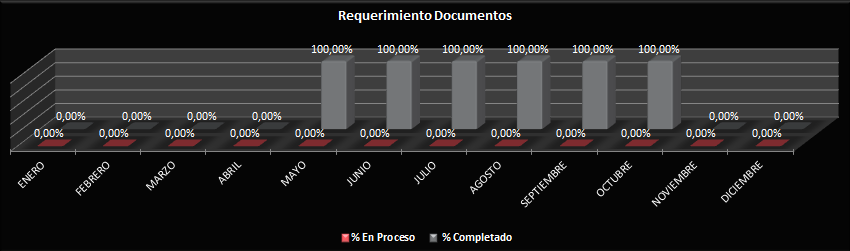 Requerimiento Documentos
100,00% 100,00% 100,00% 100,00% 100,00% 100,00%
0,00% 0,00% 0,00% 0,00% 0,00% 0,00%
0,00% 0,00% 0,00% 0,00% 0,00% 0,00% 0,00% 0,00% 0,00% 0,00% 0,00% 0,00%
ENERO FEBRERO MARZO ABRIL MAYO JUNIO JULIO AGOSTO SEPTIEMBRE OCTUBRE NOVIEMBRE DICIEMBRE
% En Proceso % Completado